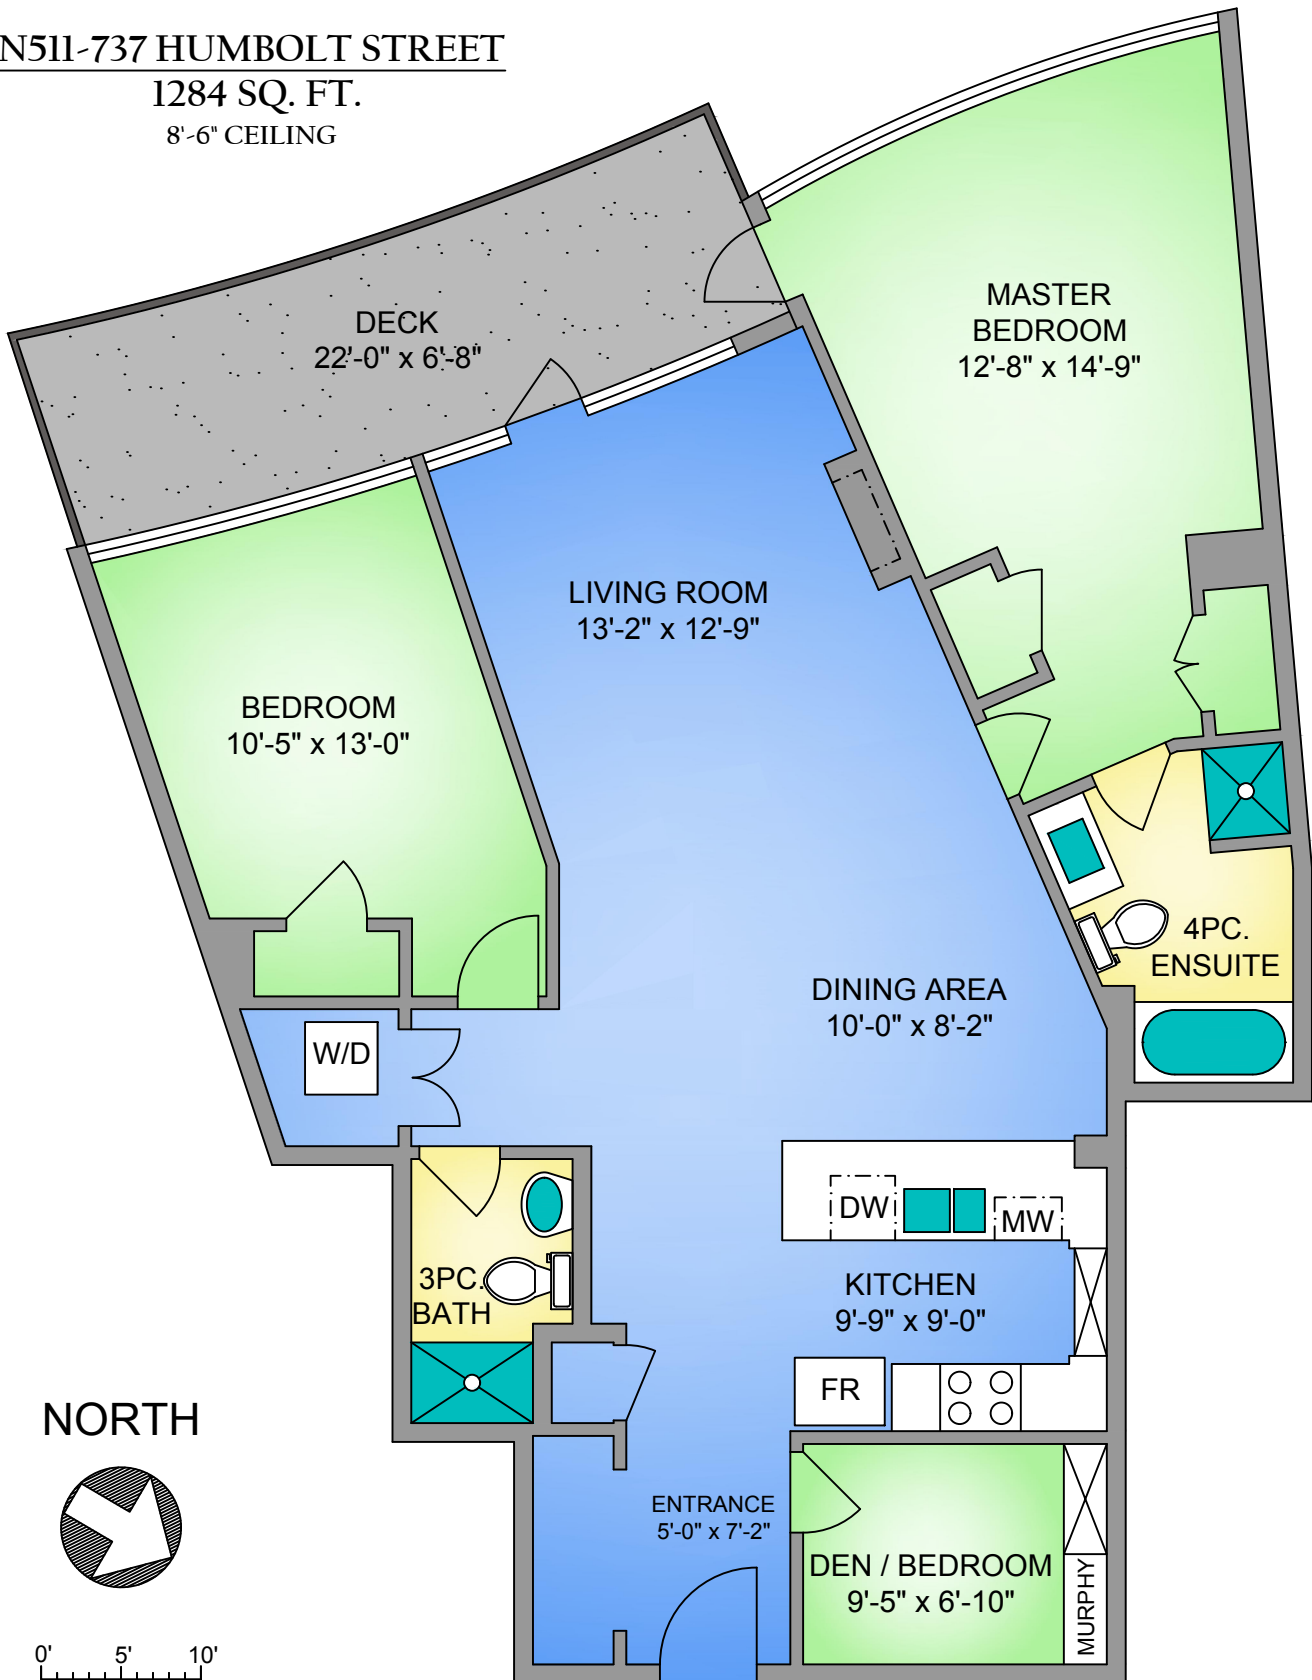 N511-737 HUMBOLT STREET
1284 SQ. FT.
8'-6" CEILING
DECK
22'-0" x 6'-8"
MASTER
BEDROOM
12'-8" x 14'-9"
LIVING ROOM
13'-2" x 12'-9"
BEDROOM
10'-5" x 13'-0"
4PC.
ENSUITE
DINING AREA
10'-0" x 8'-2"
W/D
DW
MW
3PC.
BATH
KITCHEN
9'-9" x 9'-0"
FR
NORTH
ENTRANCE
5'-0" x 7'-2"
DEN / BEDROOM
9'-5" x 6'-10"
MURPHY
0' 5' 10'